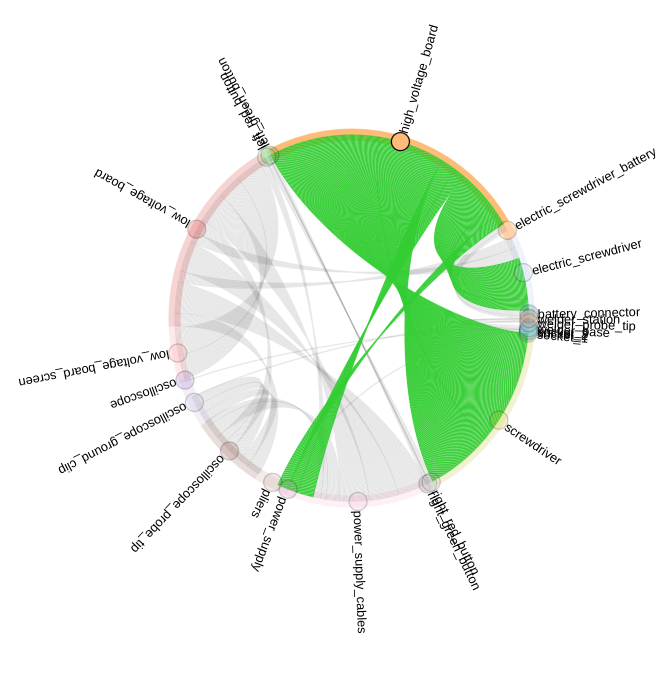 high_voltage_board
electric_screwdriver_battery
electric_screwdriver
battery_connector
welder_station
welder_probe_tip
screwdriver
right_red_button
right_green_button
power_supply_cables
power_supply
pliers
oscilloscope_probe_tip
oscilloscope_ground_clip
oscilloscope
low_voltage_board_screen
low_voltage_board
left_red_button
left_green_button